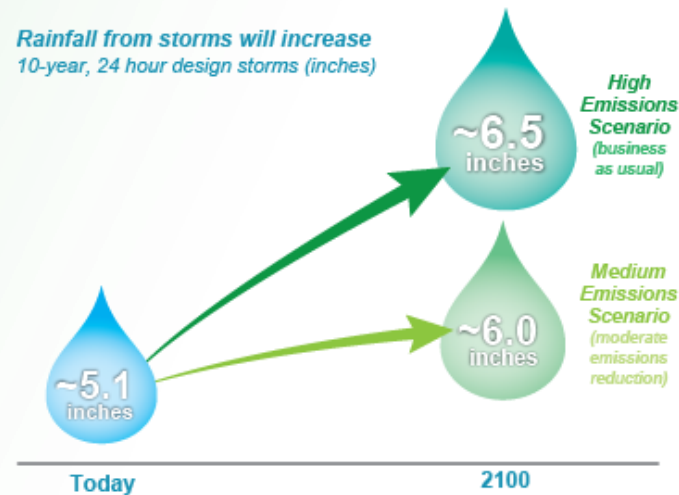 Rainfall from storms will increase
10-year, 24 hour design storms (inches)
~6.5
inches
High
Emissions
Scenario
(business
as usual)
~6.0
inches
Medium
Emissions
Scenario
(moderate
emissions
reduction)
~5.1
inches
Today
2100